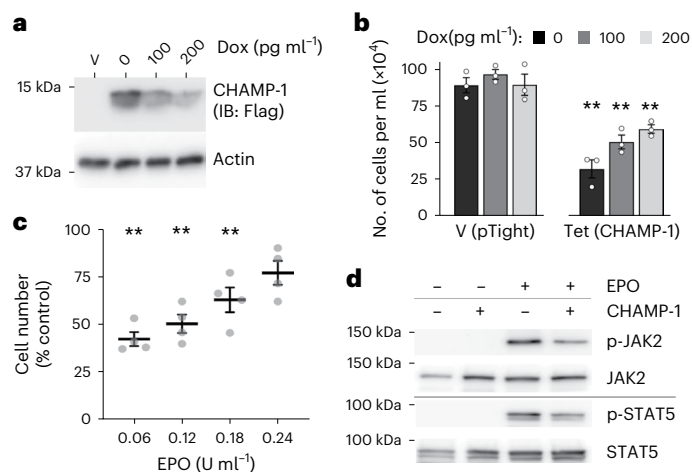 a
V 0 100 200 Dox (pg ml⁻¹)
15 kDa
CHAMP-1
(IB: Flag)
37 kDa
Actin
b
Dox(pg ml⁻¹): 0 100 200
No. of cells per ml (×10⁴)
100
75
50
25
0
** ** **
V (pTight) Tet (CHAMP-1)
c
Cell number
(% control)
100
75
50
25
0
** ** **
0.06 0.12 0.18 0.24
EPO (U ml⁻¹)
d
– – + + EPO
– + – + CHAMP-1
150 kDa p-JAK2
150 kDa JAK2
100 kDa p-STAT5
100 kDa STAT5